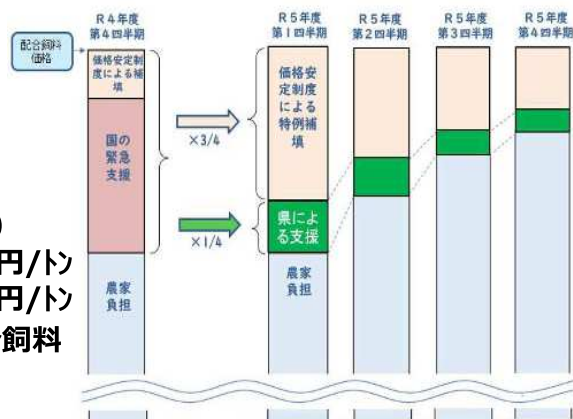 R4年度
第4四半期
R5年度
第1四半期
R5年度
第2四半期
R5年度
第3四半期
R5年度
第4四半期
配合飼料
価格
価格安定制
度による補
填
国の
緊急
支援
農家
負担
×3/4
×1/4
価格安
定制度
による
特例補
填
県によ
る支援
農家
負担
)
円/トン
円/トン
飼料